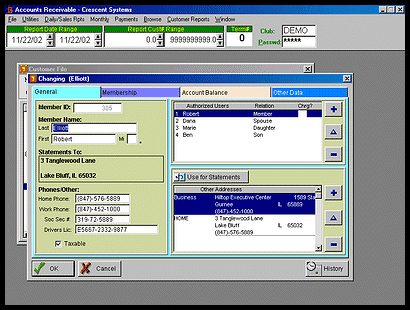 Accounts Receivable - Crescent Systems
File Utilities Daily/Sales Rpts Monthly Payments Browse Customer Reports Window
Report Date Range Report Cust# Range Term# Club: DEMO
11/22/02 11/22/02 0.0 9999999999.0 0 Passwd: *****
Customer File
Changing (Elliott)
General Membership Account Balance Other Data
Member ID: 305
Member Name:
Last Elliott
First Robert MI .
Statements To:
3 Tanglewood Lane
Lake Bluff, IL 65032
Phones/Other:
Home Phone: (847)-576-5889
Work Phone: (847)-452-1000
Soc Sec #: 319-72-5889
Drivers Lic: E5667-2332-9877
Taxable
Authorized Users Relation Chrg?
1 Robert Member
2 Dana Spouse
3 Marie Daughter
4 Ben Son
Use for Statements
Other Addresses
Business Hilltop Executive Center 1589 St
Gurnee IL 65889
(847)-452-1000
HOME 3 Tanglewood Lane
Lake Bluff IL 65032
(847)-576-5889
OK Cancel History